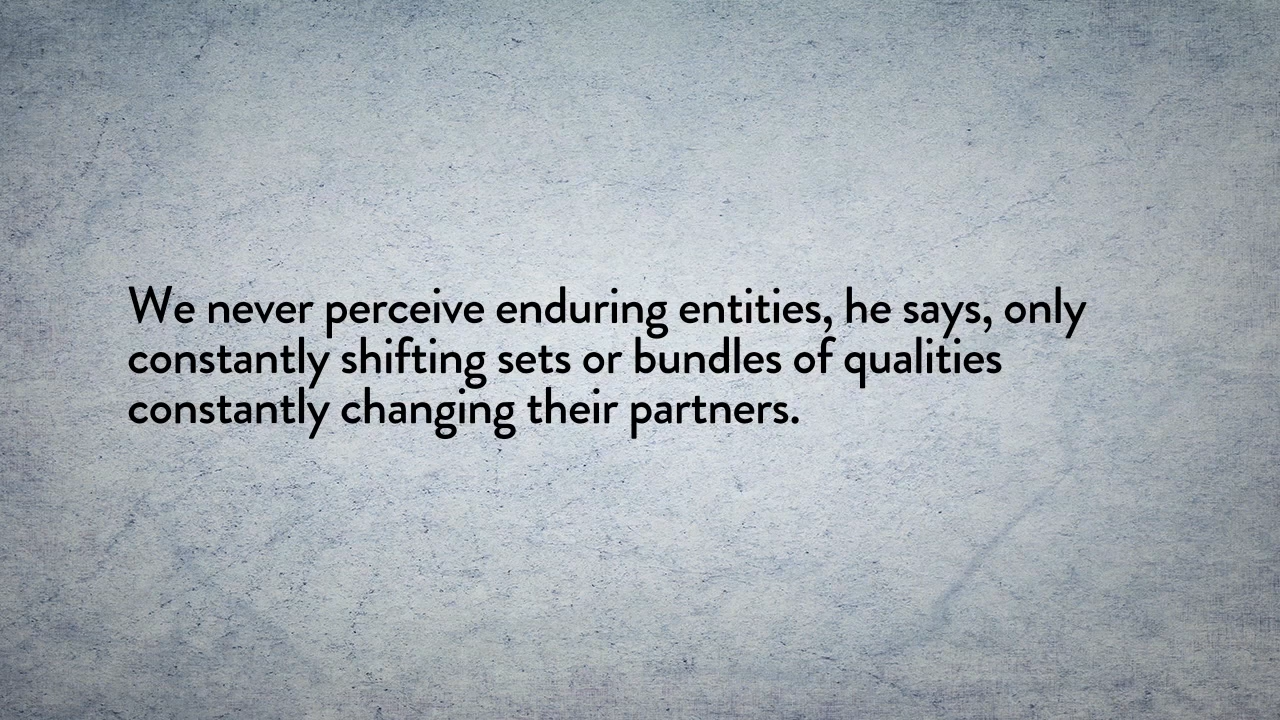 We never perceive enduring entities, he says, only
constantly shifting sets or bundles of qualities
constantly changing their partners.